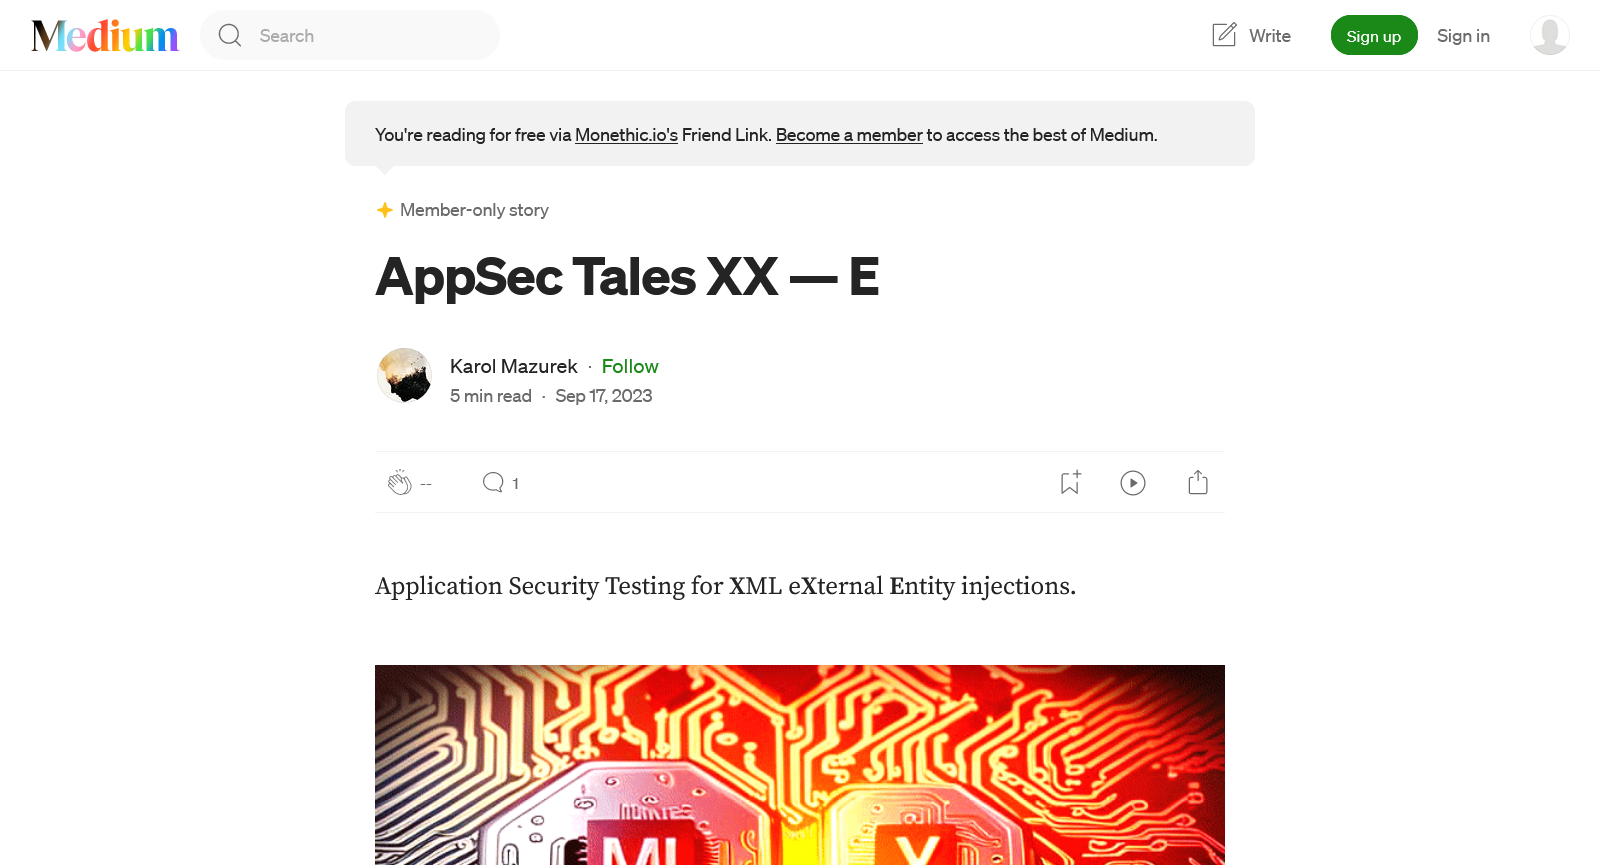 Medium
Search
Write
Sign up
Sign in
You're reading for free via Monethic.io's Friend Link. Become a member to access the best of Medium.
Member-only story
AppSec Tales XX — E
Karol Mazurek · Follow
5 min read · Sep 17, 2023
--
1
Application Security Testing for XML eXternal Entity injections.
ML
X